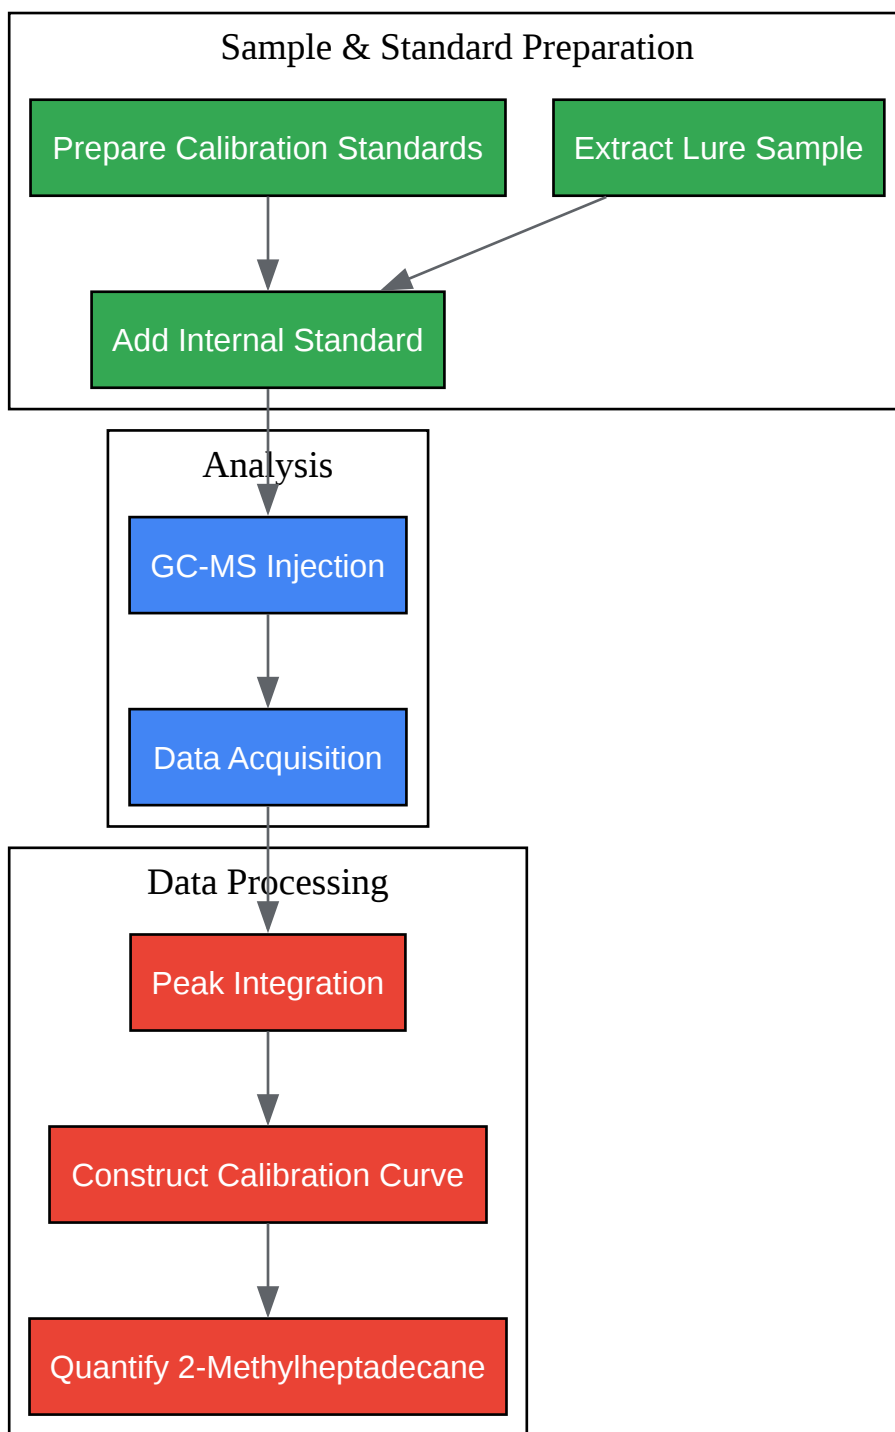 Sample & Standard Preparation
Prepare Calibration Standards
Extract Lure Sample
Add Internal Standard
Analysis
GC-MS Injection
Data Acquisition
Data Processing
Peak Integration
Construct Calibration Curve
Quantify 2-Methylheptadecane